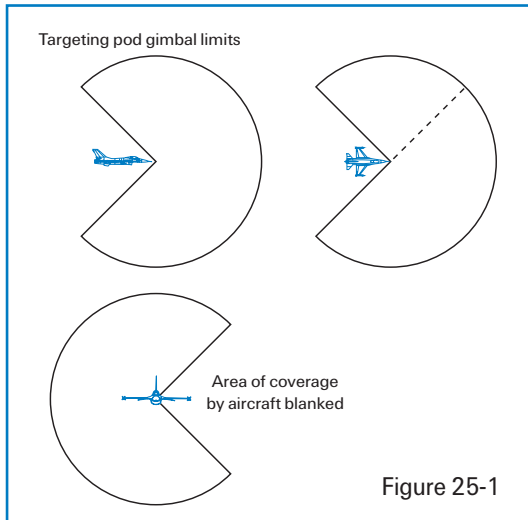 Targeting pod gimbal limits
Area of coverage
by aircraft blanked
Figure 25-1